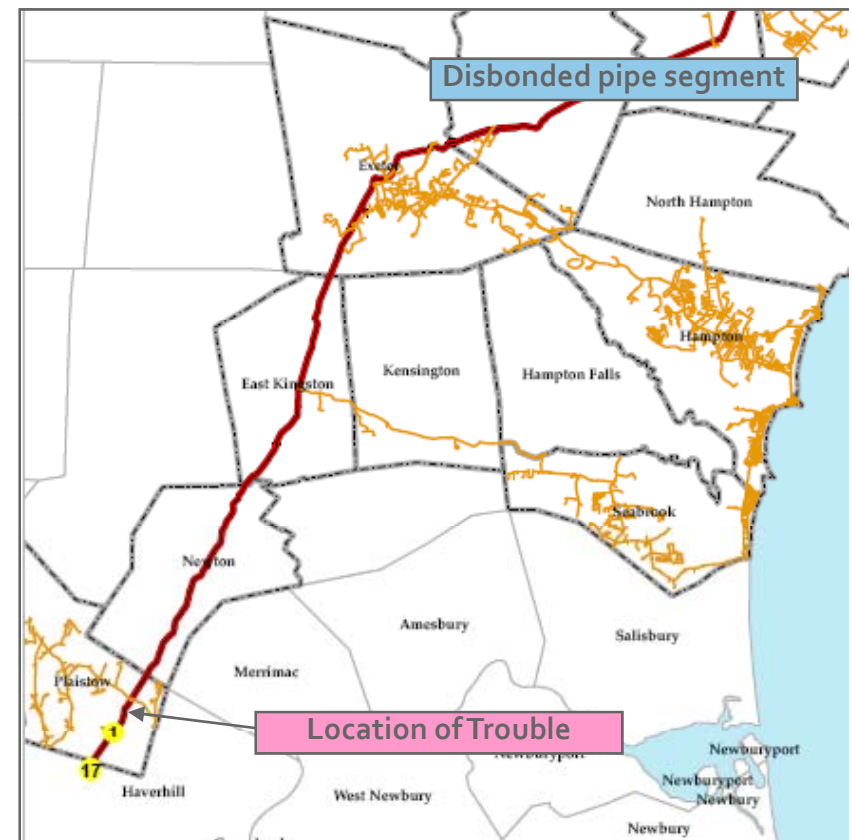 Disbonded pipe segment
Exeter
North Hampton
Hampton
East Kingston
Kensington
Hampton Falls
Seabrook
Newton
Amesbury
Salisbury
Merrimac
Plaistow
Location of Trouble
1
17
Newburyport
Newburyport
Haverhill
Newburyport
West Newbury
Newbury
Newbury